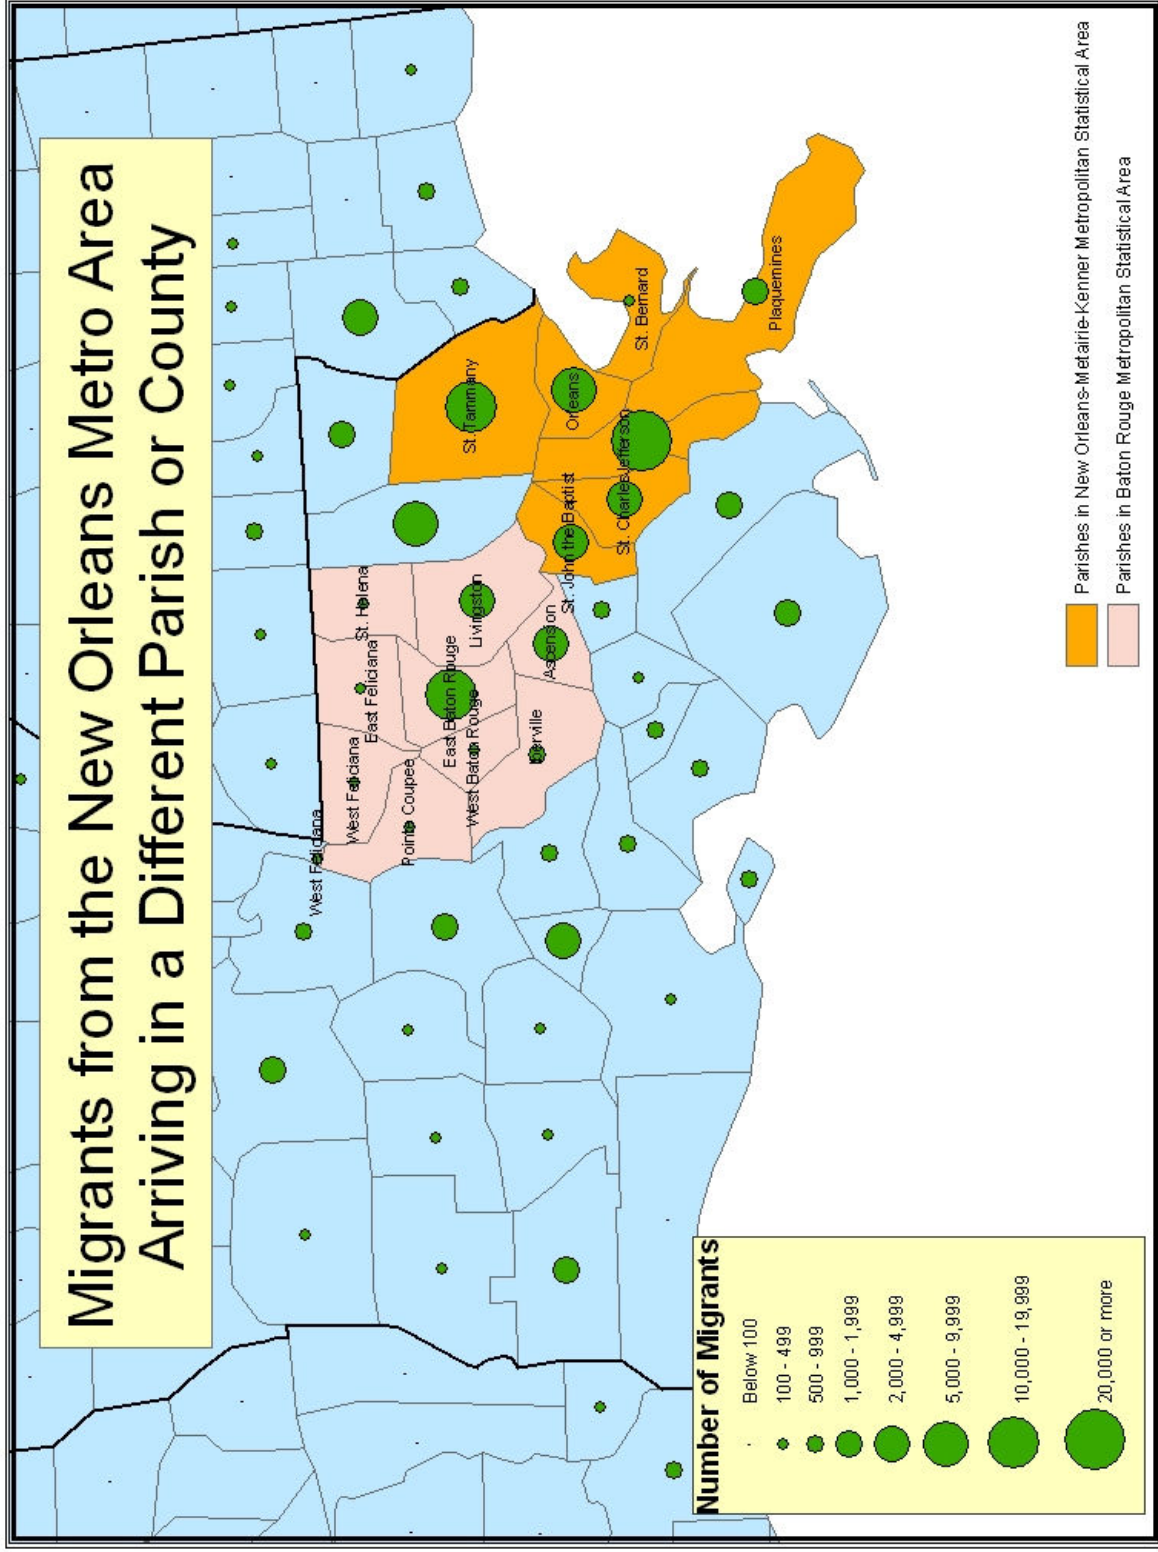 Migrants from the New Orleans Metro Area
Arriving in a Different Parish or County
West Feliciana
West Feliciana
East Feliciana
St. Helena
Pointe Coupee
East Baton Rouge
West Baton Rouge
Livingston
St. Tammany
Iberville
Ascension
St. John the Baptist
Orleans
St. Charles
Jefferson
St. Bernard
Plaquemines
Number of Migrants
Below 100
100 - 499
500 - 999
1,000 - 1,999
2,000 - 4,999
5,000 - 9,999
10,000 - 19,999
20,000 or more
Parishes in New Orleans-Metairie-Kenner Metropolitan Statistical Area
Parishes in Baton Rouge Metropolitan Statistical Area